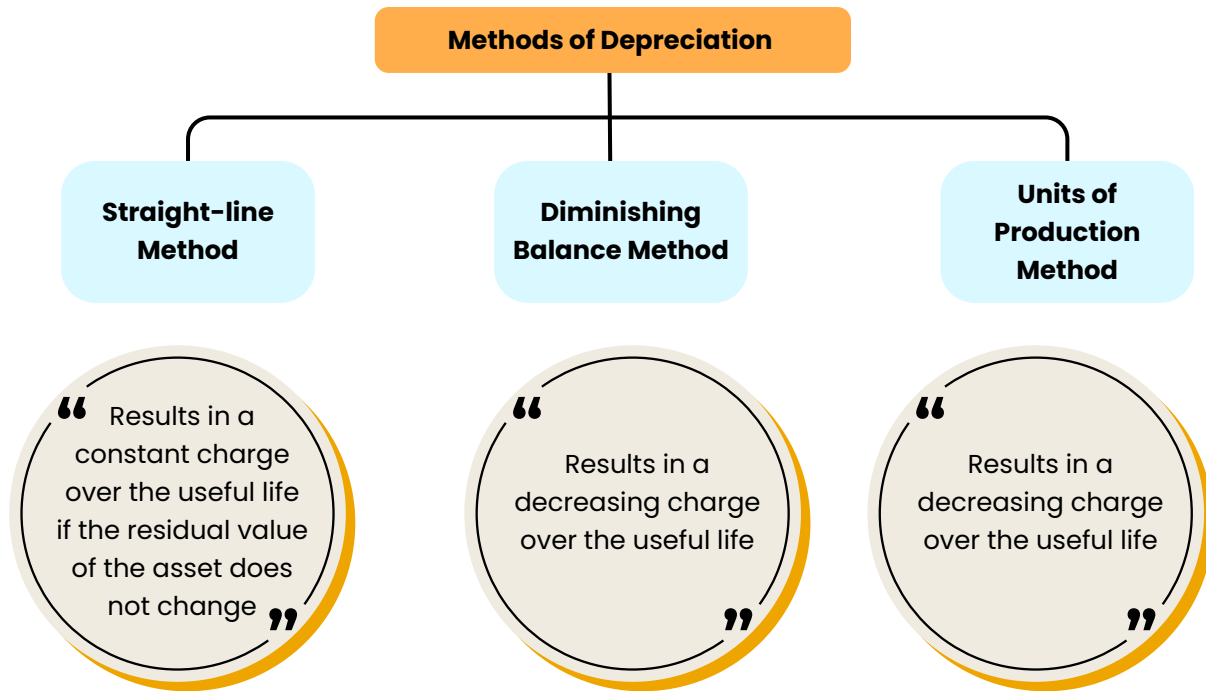 Methods of Depreciation
Straight-line
Method
Diminishing
Balance Method
Units of
Production
Method
“ Results in a
constant charge
over the useful life
if the residual value
of the asset does
not change ”
“
Results in a
decreasing charge
over the useful life
”
“
Results in a
decreasing charge
over the useful life
”